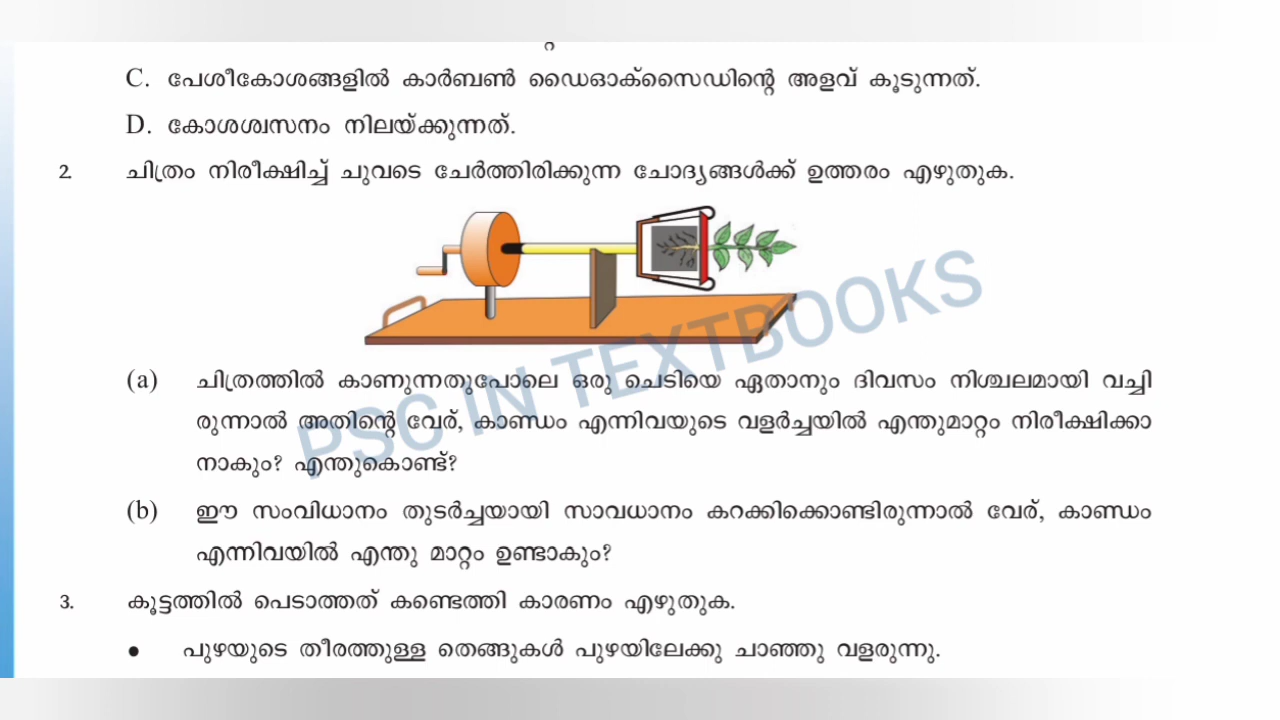 C. പേശീകോശങ്ങളിൽ കാർബൺ ഡൈഓക്സൈഡിന്റെ അളവ് കൂടുന്നത്.
D. കോശശ്വസനം നിലയ്ക്കുന്നത്.
2. ചിത്രം നിരീക്ഷിച്ച് ചുവടെ ചേർത്തിരിക്കുന്ന ചോദ്യങ്ങൾക്ക് ഉത്തരം എഴുതുക.
PSC IN TEXTBOOKS
(a) ചിത്രത്തിൽ കാണുന്നതുപോലെ ഒരു ചെടിയെ ഏതാനും ദിവസം നിശ്ചലമായി വച്ചി
രുന്നാൽ അതിന്റെ വേര്, കാണ്ഡം എന്നിവയുടെ വളർച്ചയിൽ എന്തുമാറ്റം നിരീക്ഷിക്കാ
നാകും? എന്തുകൊണ്ട്?
(b) ഈ സംവിധാനം തുടർച്ചയായി സാവധാനം കറക്കിക്കൊണ്ടിരുന്നാൽ വേര്, കാണ്ഡം
എന്നിവയിൽ എന്തു മാറ്റം ഉണ്ടാകും?
3. കൂട്ടത്തിൽ പെടാത്തത് കണ്ടെത്തി കാരണം എഴുതുക.
• പുഴയുടെ തീരത്തുള്ള തെങ്ങുകൾ പുഴയിലേക്കു ചാഞ്ഞു വളരുന്നു.